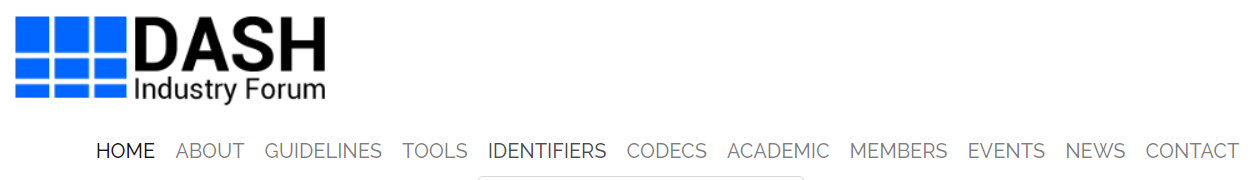 DASH
Industry Forum
HOME ABOUT GUIDELINES TOOLS IDENTIFIERS CODECS ACADEMIC MEMBERS EVENTS NEWS CONTACT